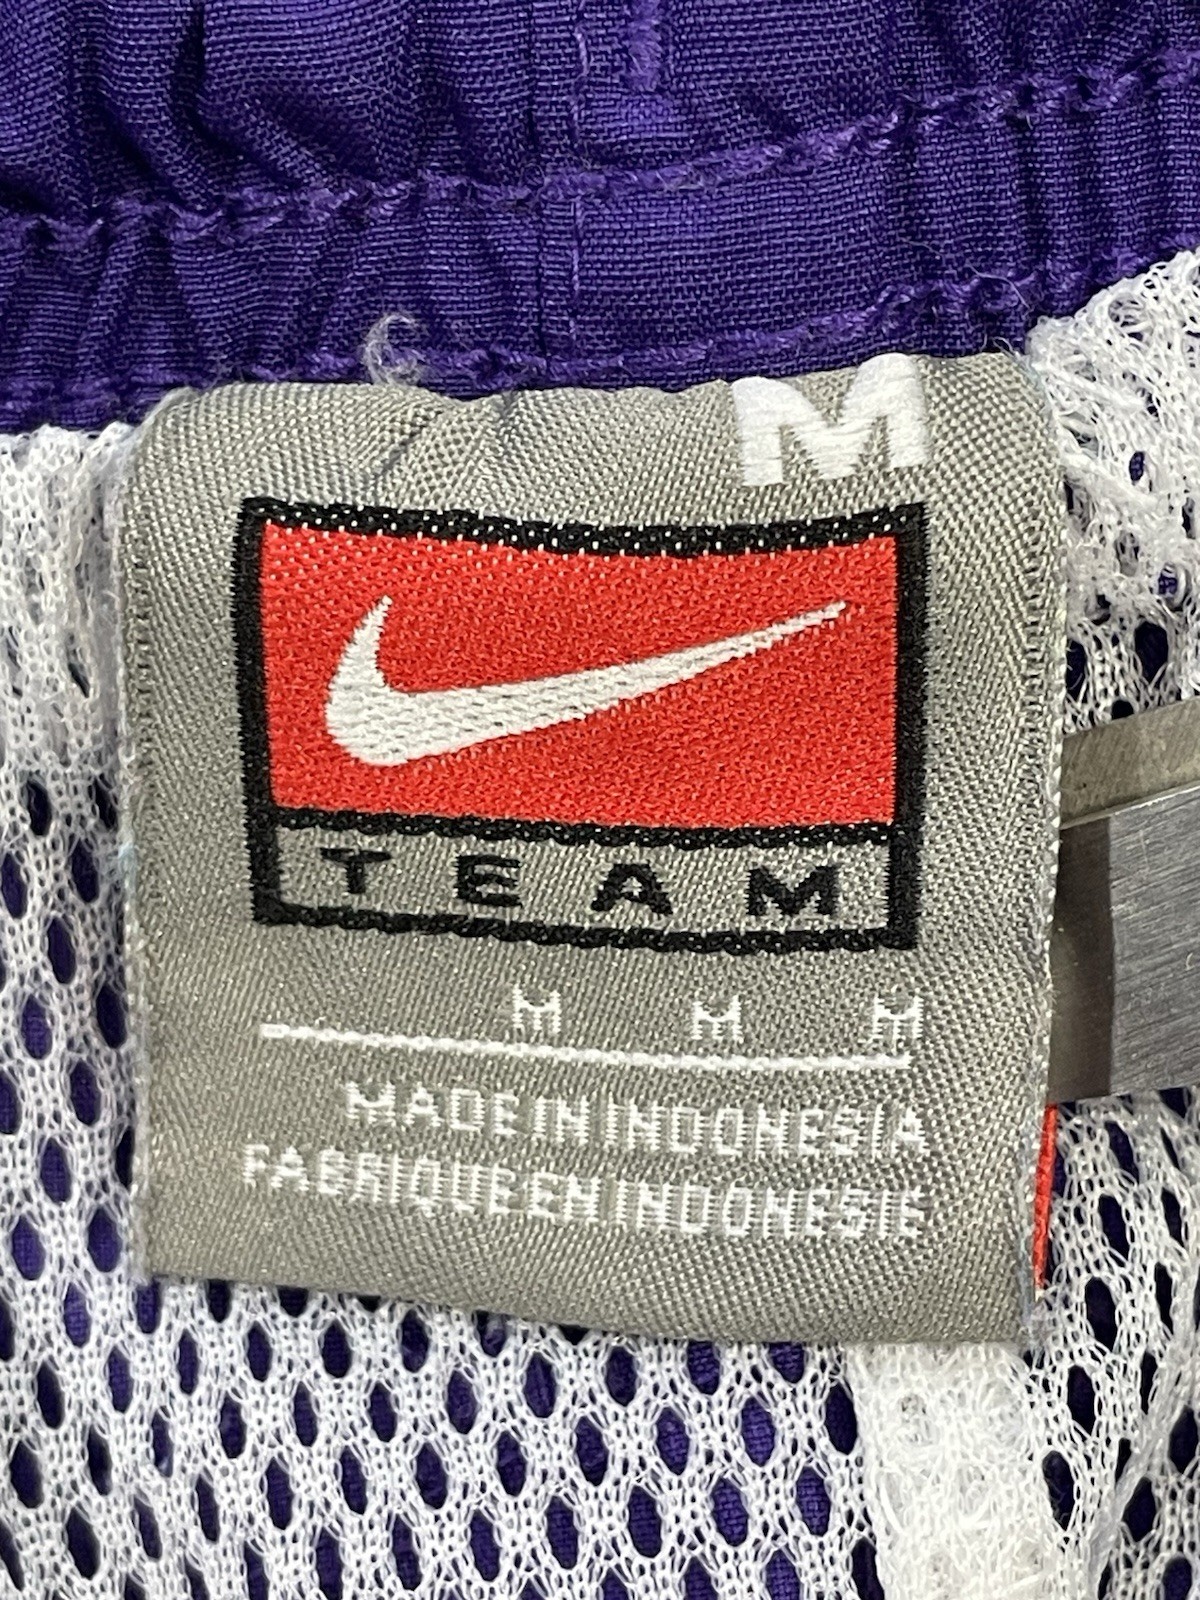 M
TEAM
M M M
MADE IN INDONESIA
FABRIQUE EN INDONESIE